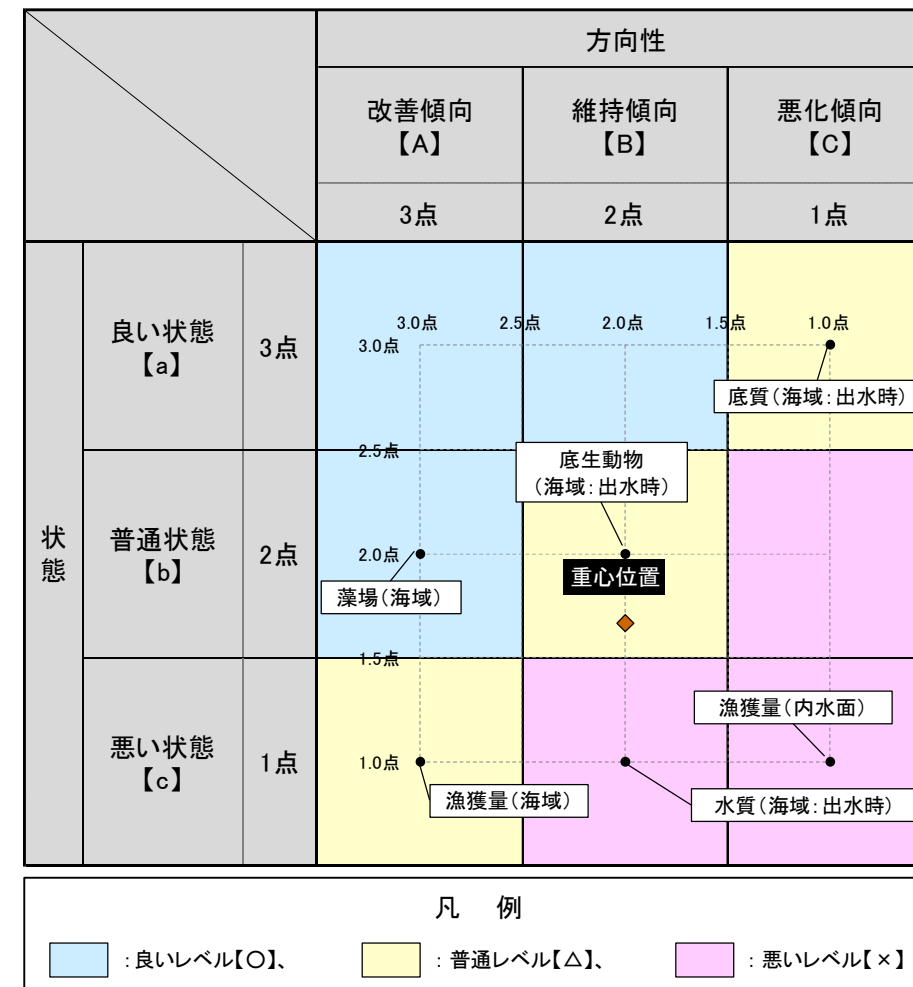 方向性
改善傾向
【A】
維持傾向
【B】
悪化傾向
【C】
3点
2点
1点
状態
良い状態
【a】
3点
3.0点
2.5点
2.0点
1.5点
1.0点
3.0点
底質（海域：出水時）
2.5点
底生動物
（海域：出水時）
普通状態
【b】
2点
2.0点
重心位置
藻場（海域）
1.5点
悪い状態
【c】
1点
漁獲量（内水面）
1.0点
漁獲量（海域）
水質（海域：出水時）
凡 例
：良いレベル【○】、
：普通レベル【△】、
：悪いレベル【×】